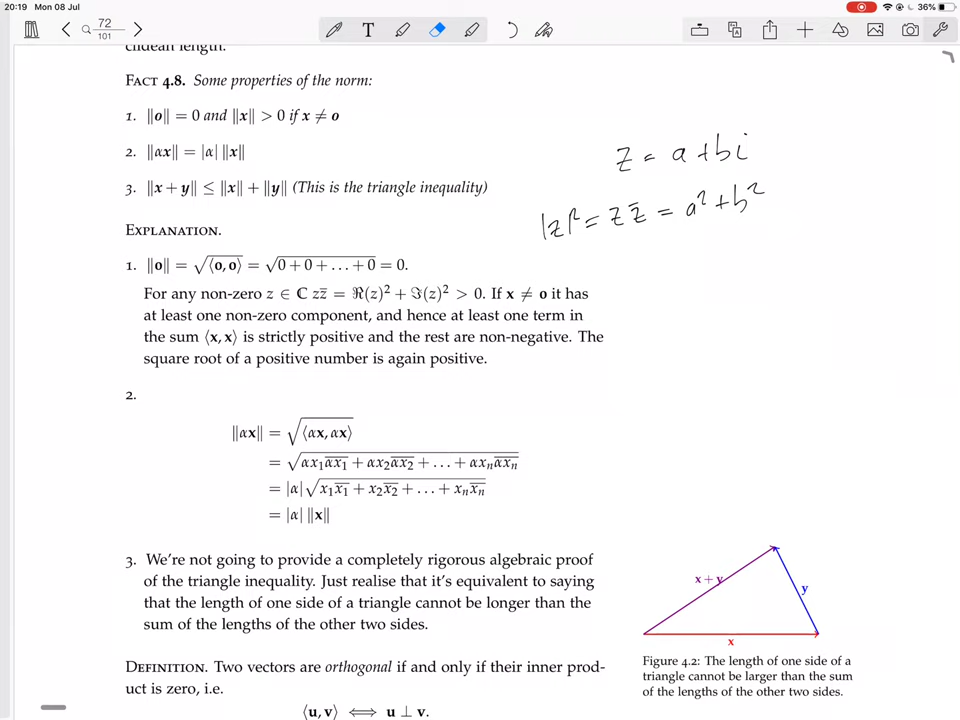 20:19 Mon 08 Jul
36%
72
101
T
clidean length.
FACT 4.8. Some properties of the norm:
1. ‖o‖ = 0 and ‖x‖ > 0 if x ≠ o
2. ‖αx‖ = |α| ‖x‖
3. ‖x + y‖ ≤ ‖x‖ + ‖y‖ (This is the triangle inequality)
z = a + bi
|z|² = z z̄ = a² + b²
EXPLANATION.
1. ‖o‖ = √⟨o, o⟩ = √0 + 0 + … + 0 = 0.
For any non-zero z ∈ ℂ zz̅ = ℜ(z)² + ℑ(z)² > 0. If x ≠ o it has
at least one non-zero component, and hence at least one term in
the sum ⟨x, x⟩ is strictly positive and the rest are non-negative. The
square root of a positive number is again positive.
2.
‖αx‖ = √⟨αx, αx⟩
= √αx₁α̅x̅₁̅ + αx₂α̅x̅₂̅ + … + αxₙα̅x̅ₙ̅
= |α|√x₁x̅₁̅ + x₂x̅₂̅ + … + xₙx̅ₙ̅
= |α| ‖x‖
3. We're not going to provide a completely rigorous algebraic proof
of the triangle inequality. Just realise that it's equivalent to saying
that the length of one side of a triangle cannot be longer than the
sum of the lengths of the other two sides.
x + y
y
x
Figure 4.2: The length of one side of a
triangle cannot be larger than the sum
of the lengths of the other two sides.
DEFINITION. Two vectors are orthogonal if and only if their inner prod-
uct is zero, i.e.
⟨u, v⟩ ⟺ u ⊥ v.